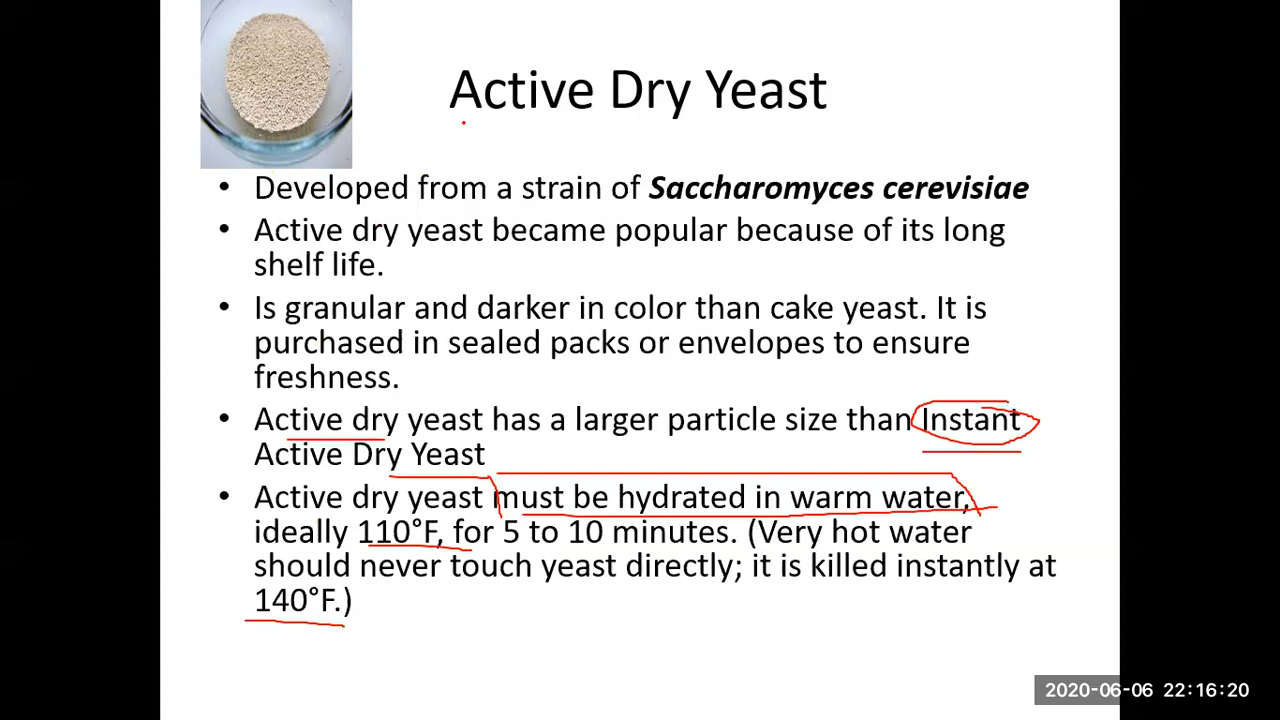 Active Dry Yeast
• Developed from a strain of Saccharomyces cerevisiae
• Active dry yeast became popular because of its long
shelf life.
• Is granular and darker in color than cake yeast. It is
purchased in sealed packs or envelopes to ensure
freshness.
• Active dry yeast has a larger particle size than Instant
Active Dry Yeast
• Active dry yeast must be hydrated in warm water,
ideally 110°F, for 5 to 10 minutes. (Very hot water
should never touch yeast directly; it is killed instantly at
140°F.)
2020-06-06 22:16:20